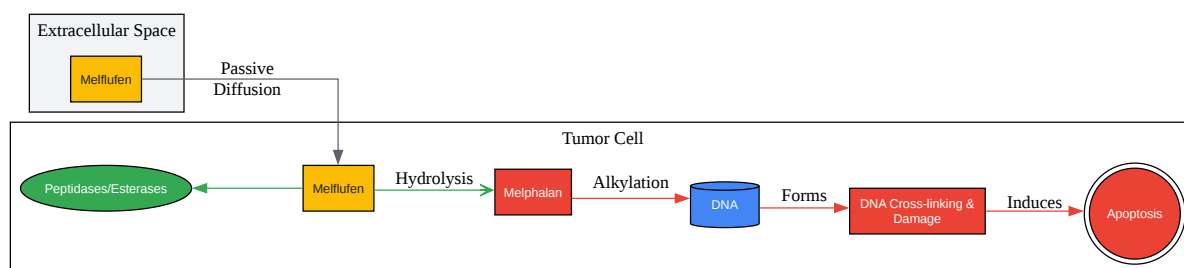 Extracellular Space
Melflufen
Passive
Diffusion
Tumor Cell
Peptidases/Esterases
Melflufen
Hydrolysis
Melphalan
Alkylation
DNA
Forms
DNA Cross-linking &
Damage
Induces
Apoptosis